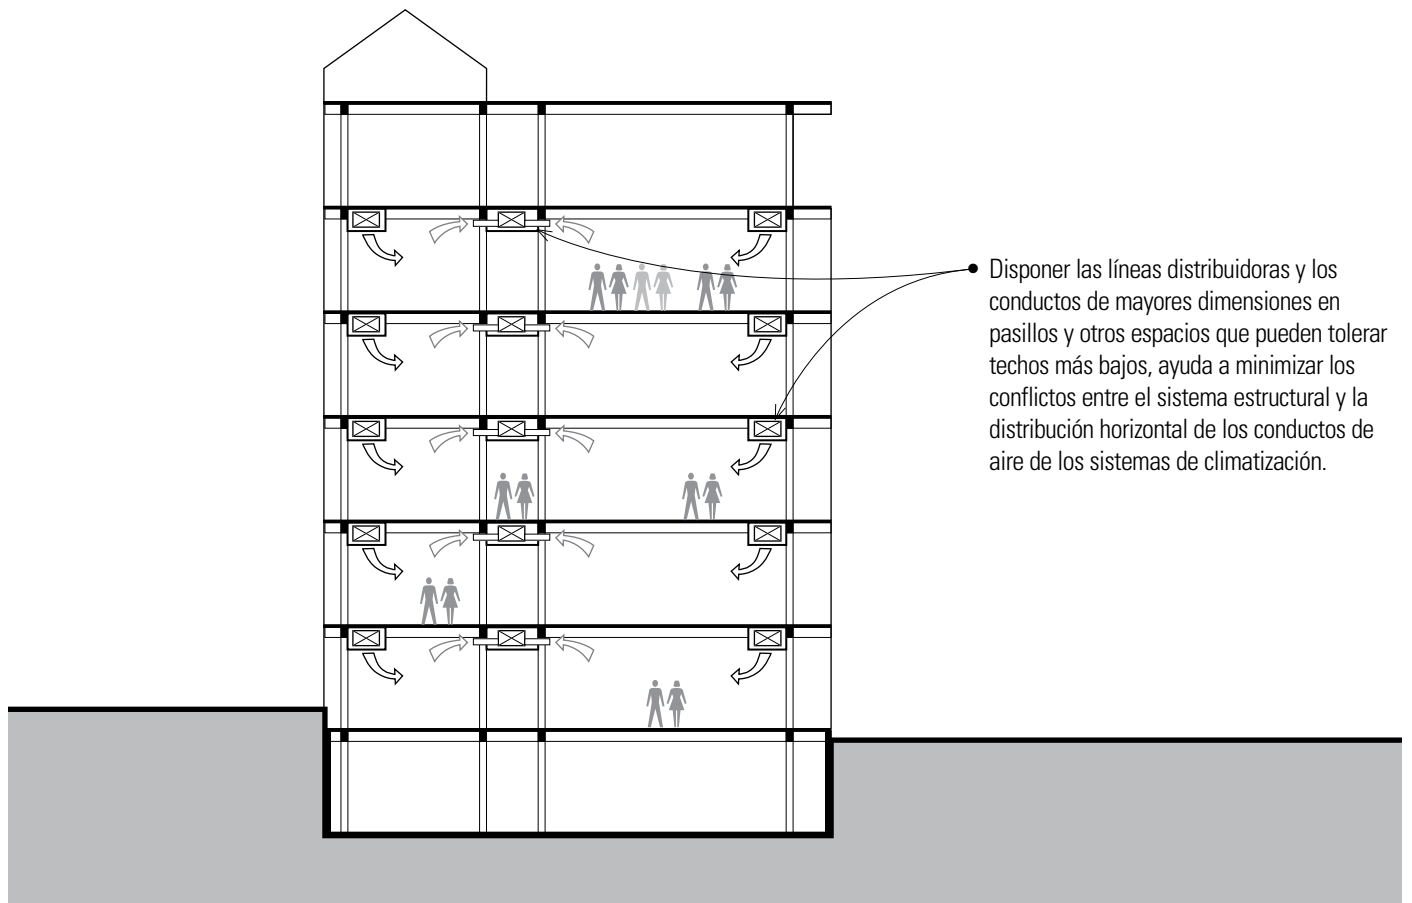 Disponer las líneas distribuidoras y los
conductos de mayores dimensiones en
pasillos y otros espacios que pueden tolerar
techos más bajos, ayuda a minimizar los
conflictos entre el sistema estructural y la
distribución horizontal de los conductos de
aire de los sistemas de climatización.